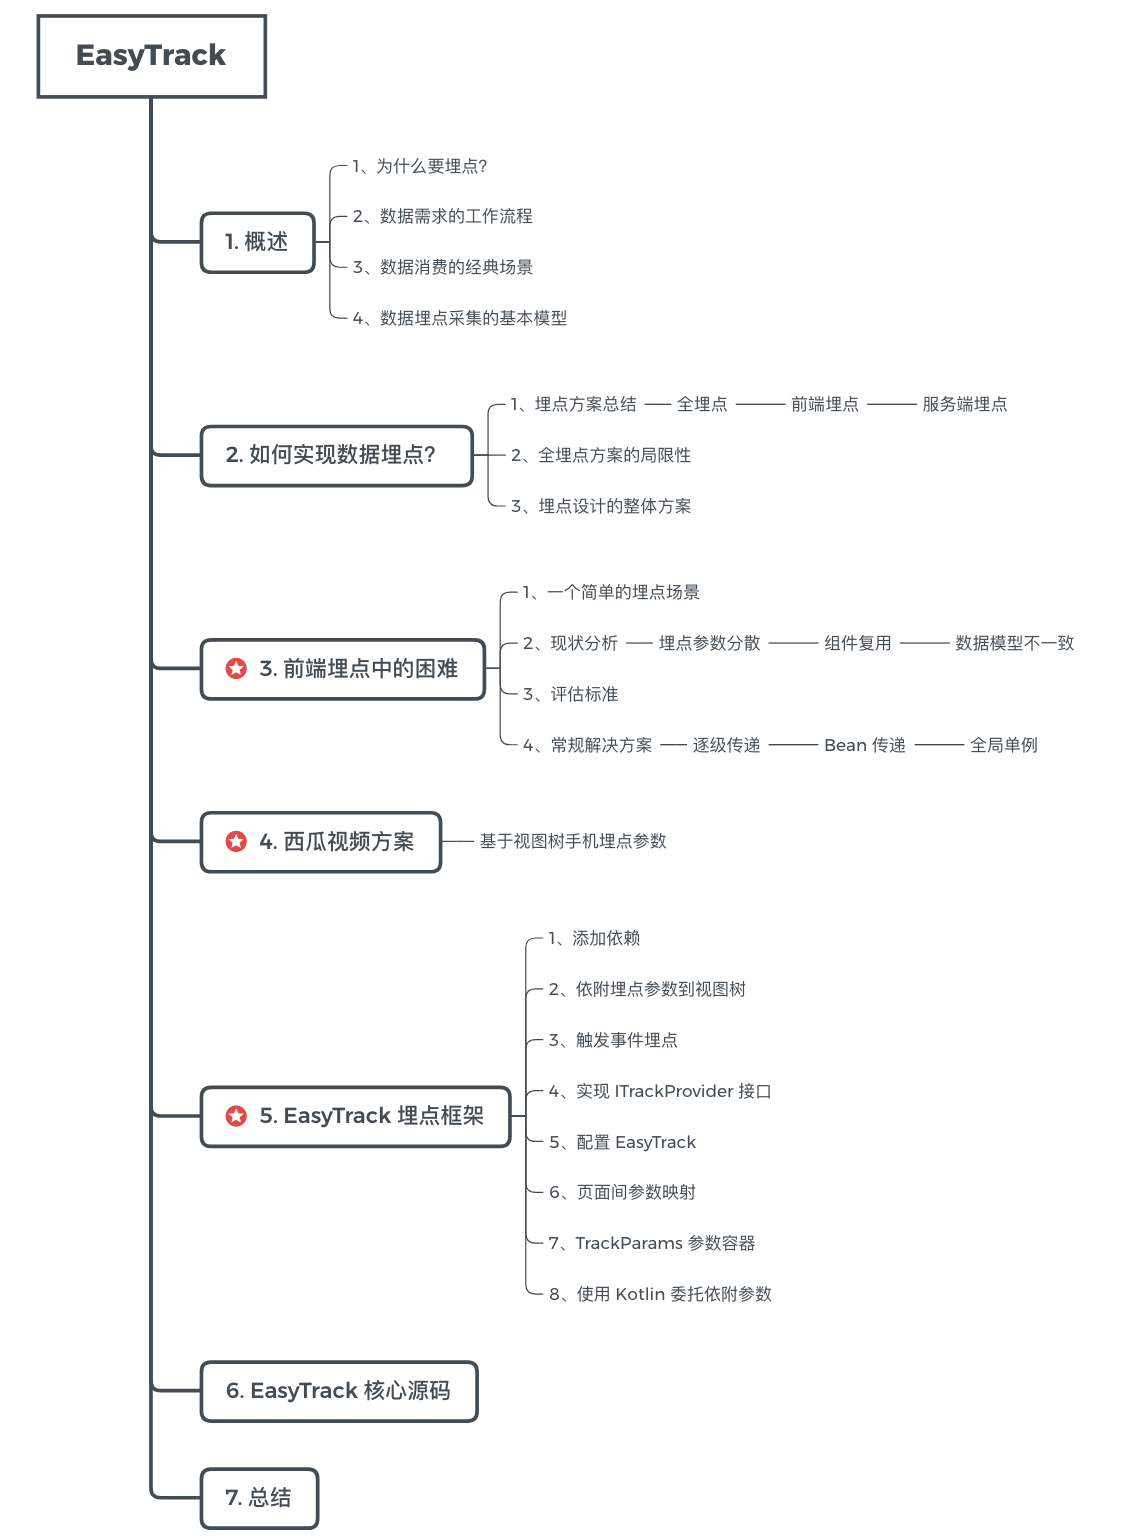 EasyTrack
1. 概述
1、为什么要埋点?
2、数据需求的工作流程
3、数据消费的经典场景
4、数据埋点采集的基本模型
2. 如何实现数据埋点?
1、埋点方案总结 全埋点 前端埋点 服务端埋点
2、全埋点方案的局限性
3、埋点设计的整体方案
3. 前端埋点中的困难
1、一个简单的埋点场景
2、现状分析 埋点参数分散 组件复用 数据模型不一致
3、评估标准
4、常规解决方案 逐级传递 Bean 传递 全局单例
4. 西瓜视频方案
基于视图树手机埋点参数
5. EasyTrack 埋点框架
1、添加依赖
2、依附埋点参数到视图树
3、触发事件埋点
4、实现 ITrackProvider 接口
5、配置 EasyTrack
6、页面间参数映射
7、TrackParams 参数容器
8、使用 Kotlin 委托依附参数
6. EasyTrack 核心源码
7. 总结